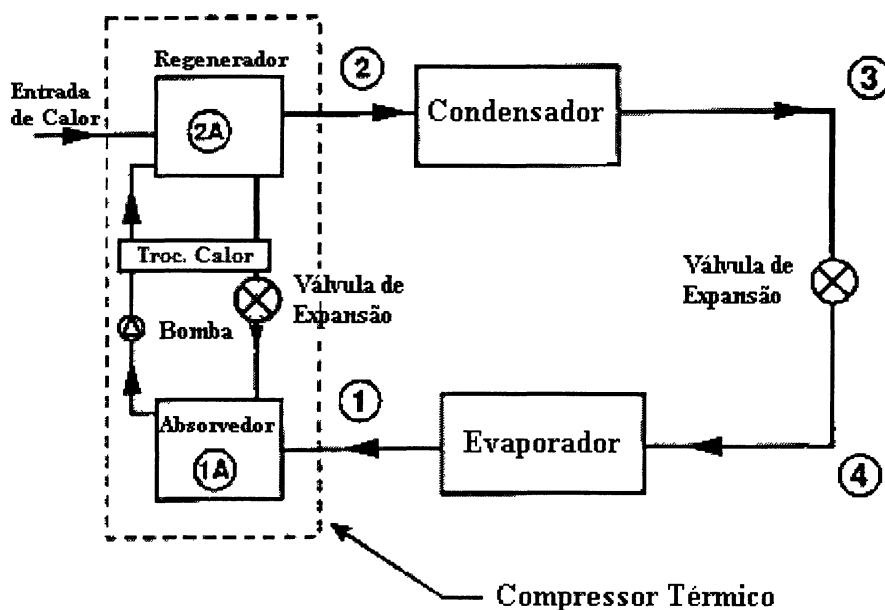 Regenerador
2
3
Entrada
de Calor
2A
Condensador
Troc. Calor
Válvula de
Expansão
Válvula de
Expansão
Bomba
1
Absorvedor
1A
Evaporador
4
Compressor Térmico